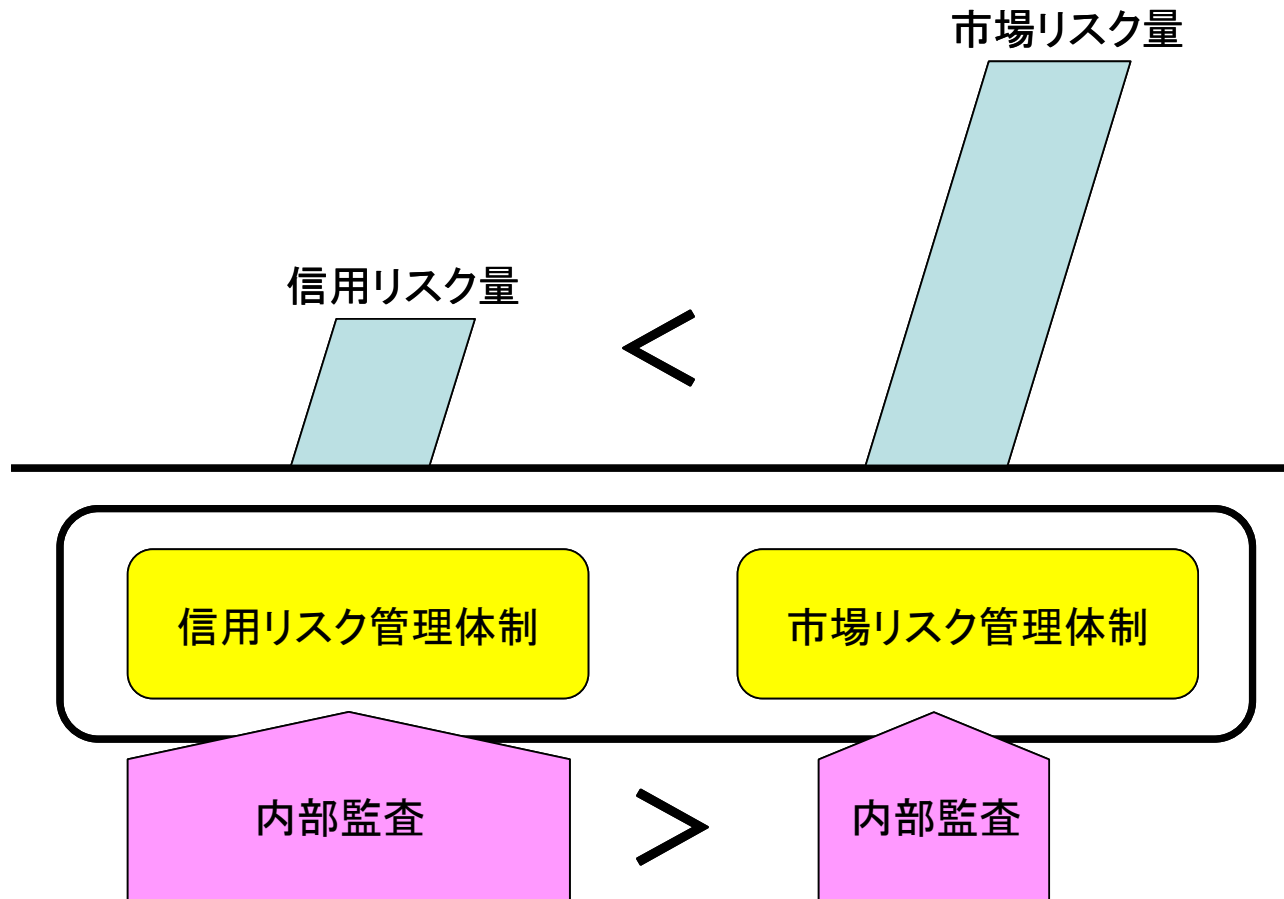 市場リスク量
信用リスク量
<
信用リスク管理体制
市場リスク管理体制
内部監査
>
内部監査